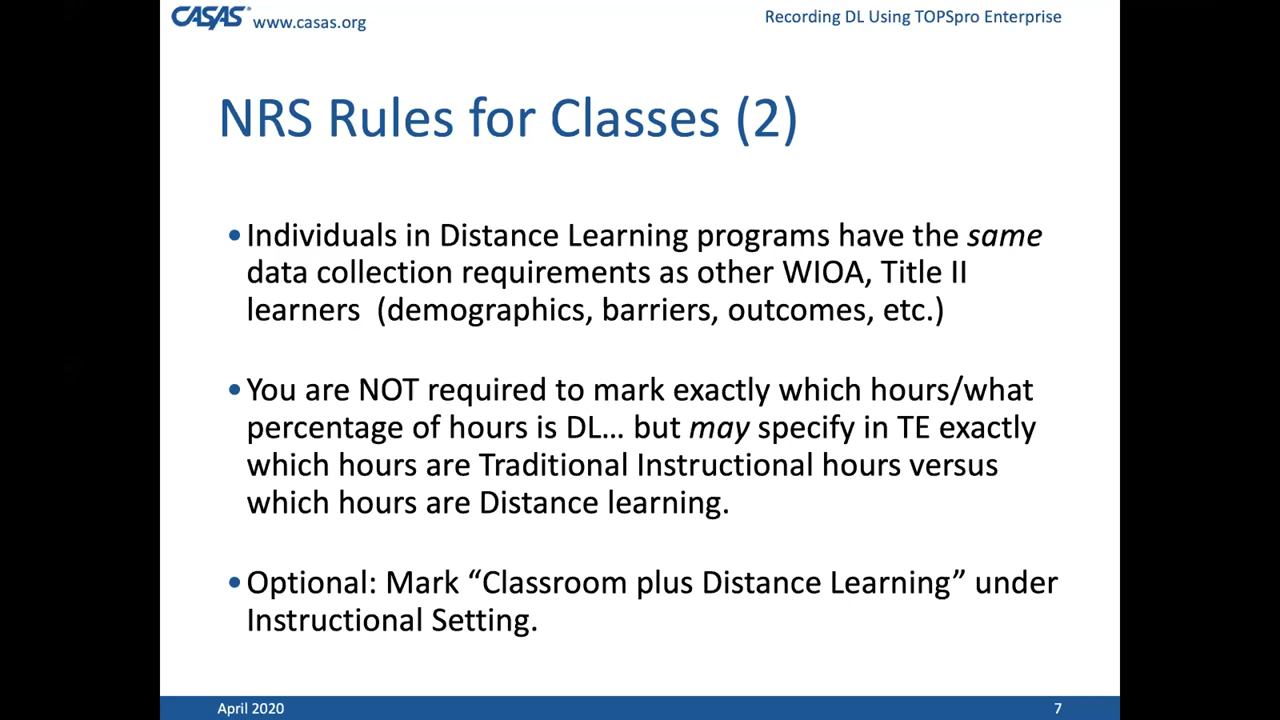 CASAS® www.casas.org
Recording DL Using TOPSpro Enterprise
NRS Rules for Classes (2)
•Individuals in Distance Learning programs have the same
data collection requirements as other WIOA, Title II
learners (demographics, barriers, outcomes, etc.)
•You are NOT required to mark exactly which hours/what
percentage of hours is DL… but may specify in TE exactly
which hours are Traditional Instructional hours versus
which hours are Distance learning.
•Optional: Mark “Classroom plus Distance Learning” under
Instructional Setting.
April 2020
7